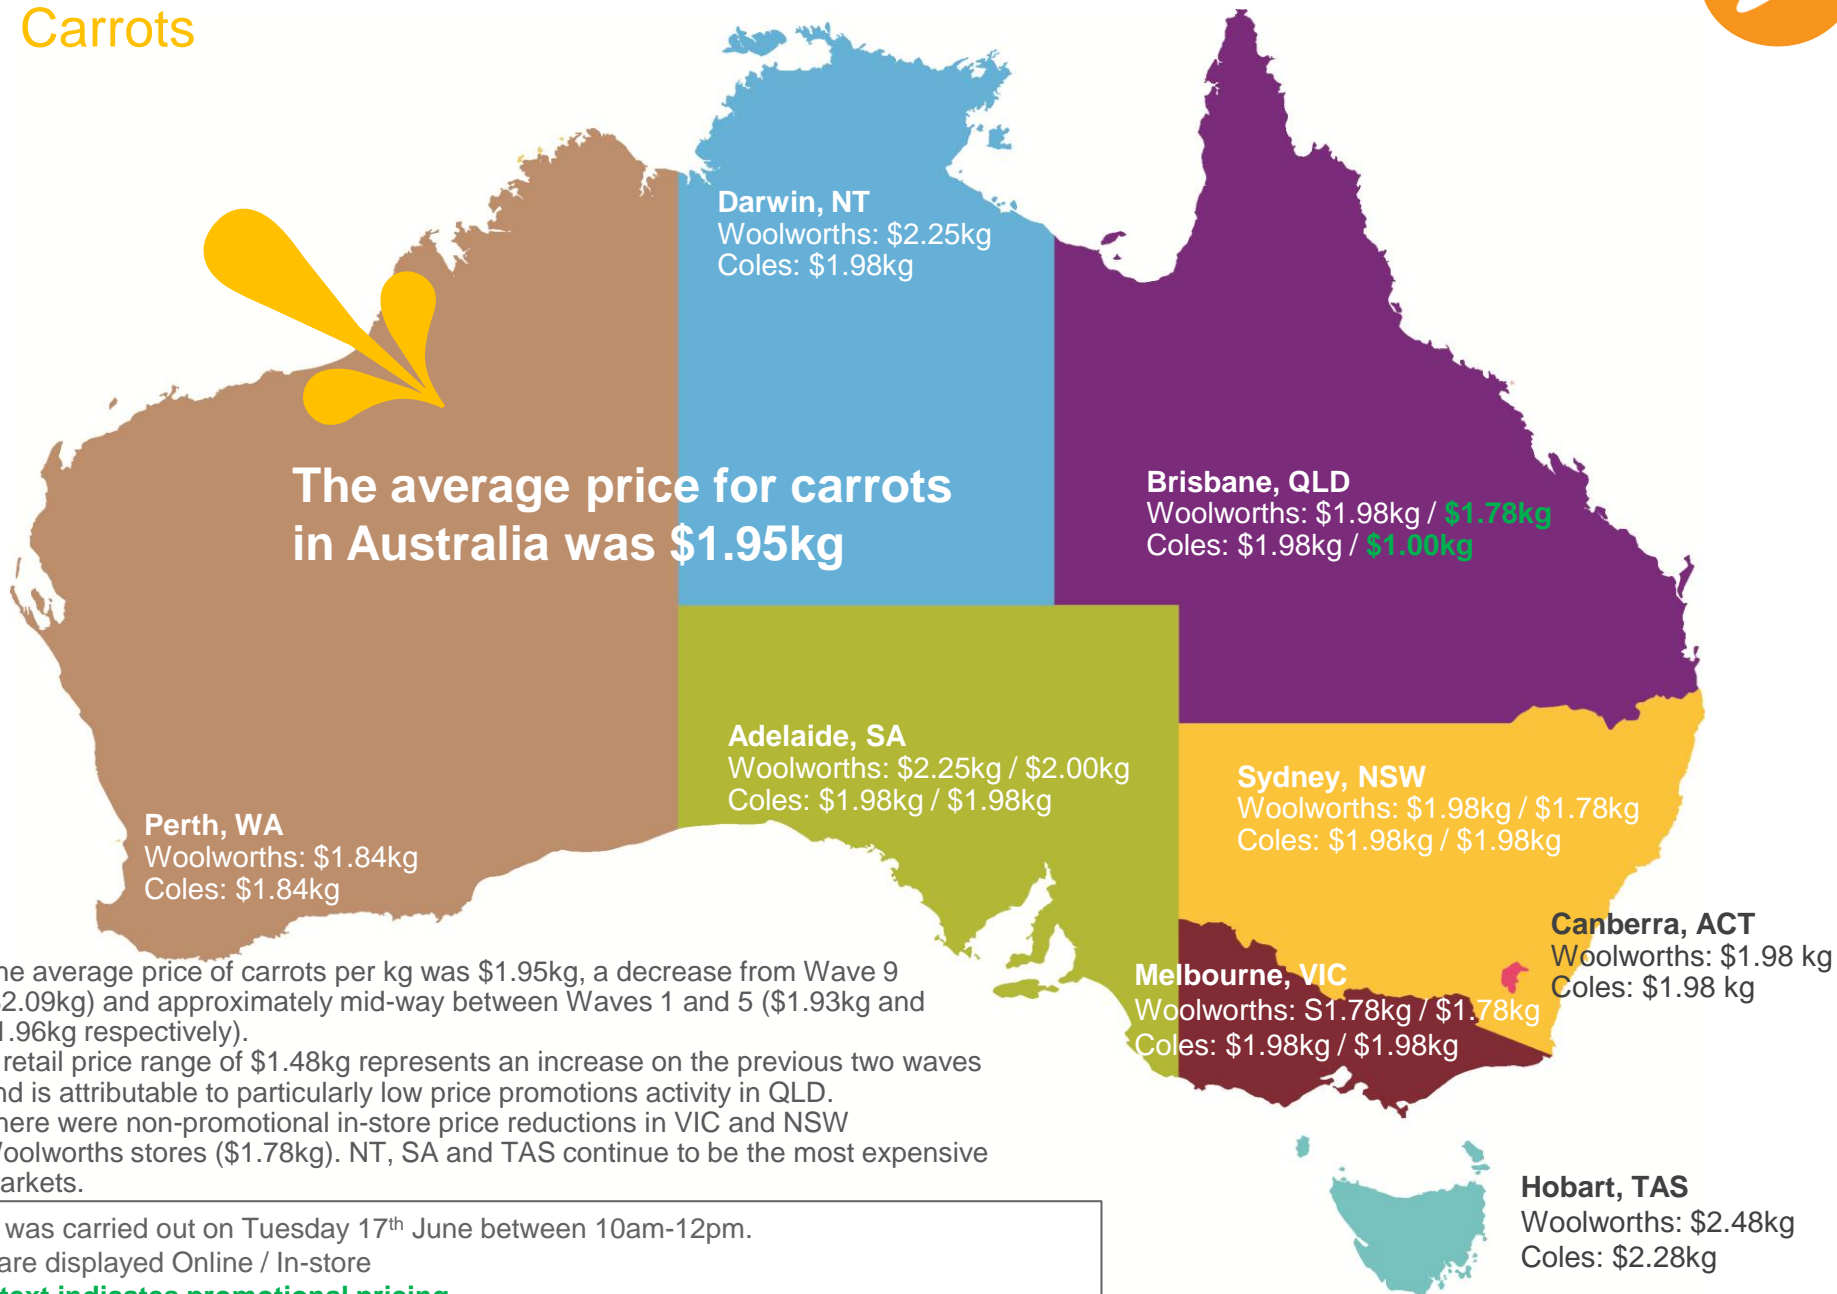 Carrots
Darwin, NT
Woolworths: $2.25kg
Coles: $1.98kg
The average price for carrots
in Australia was $1.95kg
Brisbane, QLD
Woolworths: $1.98kg / $1.78kg
Coles: $1.98kg / $1.00kg
Adelaide, SA
Woolworths: $2.25kg / $2.00kg
Coles: $1.98kg / $1.98kg
Sydney, NSW
Woolworths: $1.98kg / $1.78kg
Coles: $1.98kg / $1.98kg
Perth, WA
Woolworths: $1.84kg
Coles: $1.84kg
Canberra, ACT
Woolworths: $1.98 kg
Coles: $1.98 kg
Melbourne, VIC
Woolworths: S1.78kg / $1.78kg
Coles: $1.98kg / $1.98kg
he average price of carrots per kg was $1.95kg, a decrease from Wave 9
2.09kg) and approximately mid-way between Waves 1 and 5 ($1.93kg and
1.96kg respectively).
retail price range of $1.48kg represents an increase on the previous two waves
nd is attributable to particularly low price promotions activity in QLD.
here were non-promotional in-store price reductions in VIC and NSW
oolworths stores ($1.78kg). NT, SA and TAS continue to be the most expensive
arkets.
was carried out on Tuesday 17th June between 10am-12pm.
are displayed Online / In-store
text indicates promotional pricing
Hobart, TAS
Woolworths: $2.48kg
Coles: $2.28kg